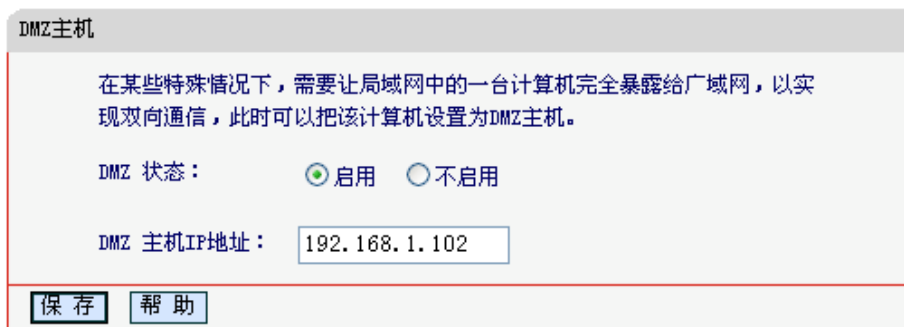 DMZ主机
在某些特殊情况下，需要让局域网中的一台计算机完全暴露给广域网，以实
现双向通信，此时可以把该计算机设置为DMZ主机。
DMZ 状态： 启用 不启用
DMZ 主机IP地址： 192.168.1.102
保 存 帮 助